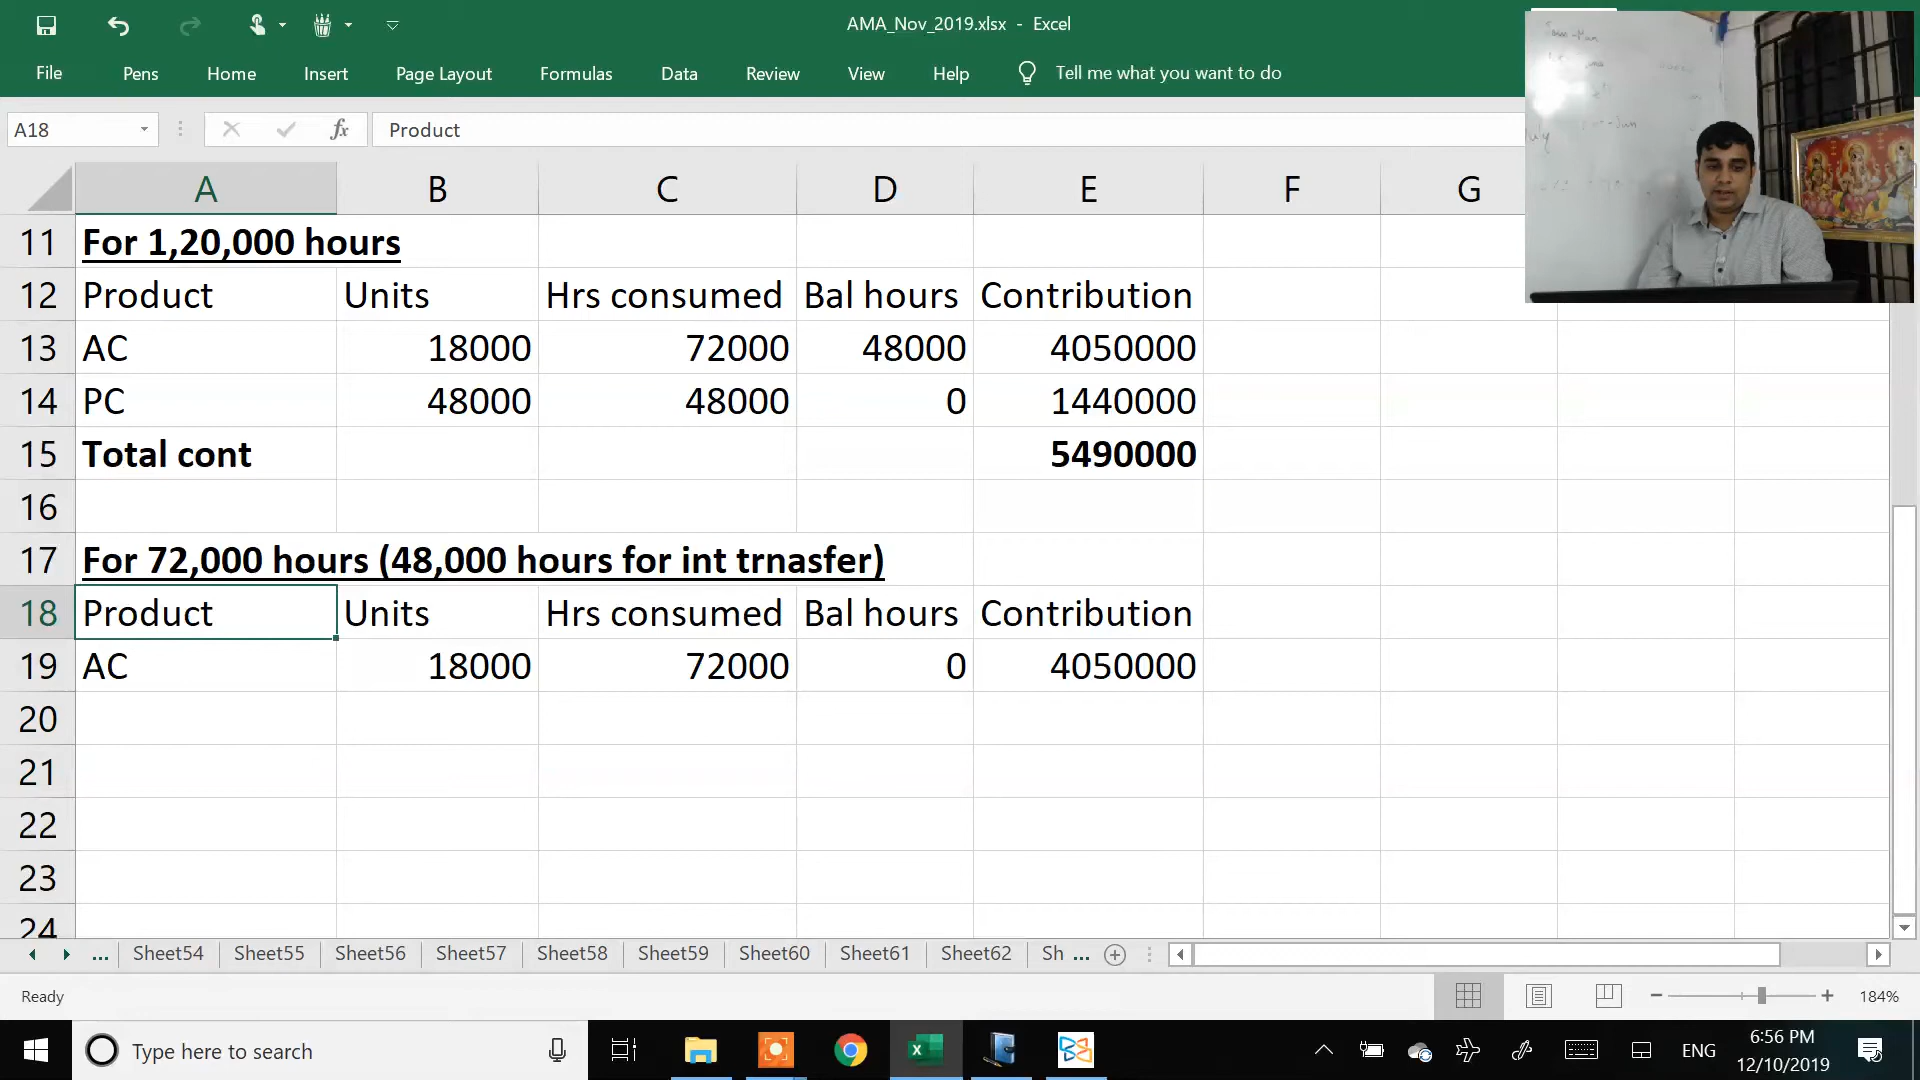 AMA_Nov_2019.xlsx - Excel
File Pens Home Insert Page Layout Formulas Data Review View Help Tell me what you want to do
A18 fx Product
A B C D E F G
11 For 1,20,000 hours
12 Product Units Hrs consumed Bal hours Contribution
13 AC 18000 72000 48000 4050000
14 PC 48000 48000 0 1440000
15 Total cont 5490000
16
17 For 72,000 hours (48,000 hours for int trnasfer)
18 Product Units Hrs consumed Bal hours Contribution
19 AC 18000 72000 0 4050000
20
21
22
23
24
... Sheet54 Sheet55 Sheet56 Sheet57 Sheet58 Sheet59 Sheet60 Sheet61 Sheet62 Sh ...
Ready 184%
Type here to search ENG 6:56 PM
12/10/2019